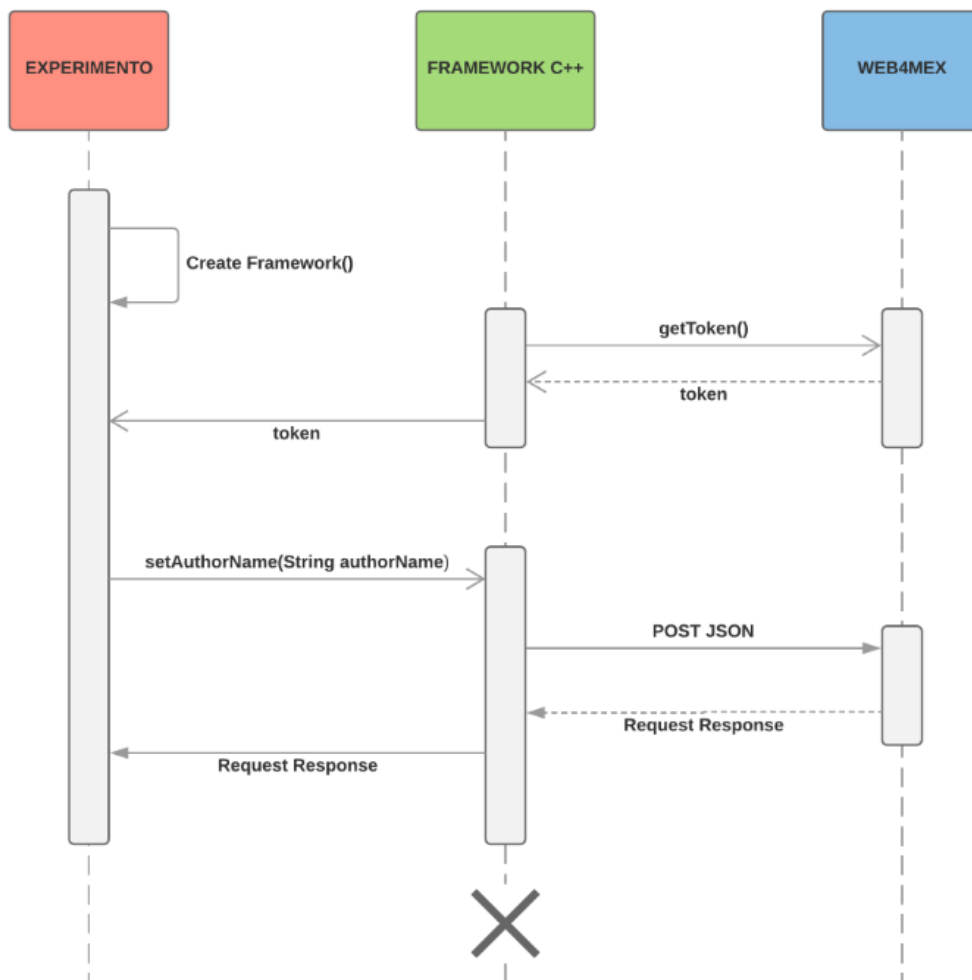 EXPERIMENTO
FRAMEWORK C++
WEB4MEX
Create Framework()
getToken()
token
token
setAuthorName(String authorName)
POST JSON
Request Response
Request Response